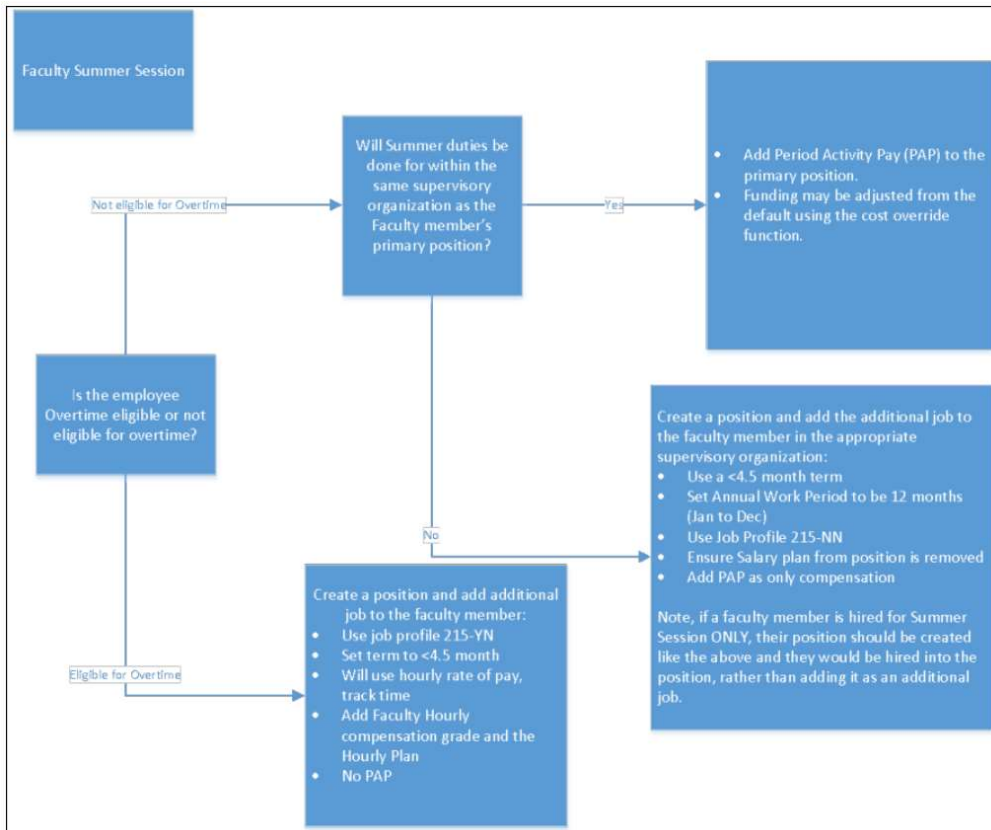 Faculty Summer Session
Will Summer duties be
done for within the
same supervisory
organization as the
Faculty member's
primary position?
• Add Period Activity Pay (PAP) to the
primary position.
• Funding may be adjusted from the
default using the cost override
function.
Not eligible for Overtime
Yes
Is the employee
Overtime eligible or not
eligible for overtime?
Create a position and add the additional job to
the faculty member in the appropriate
supervisory organization:
• Use a <4.5 month term
• Set Annual Work Period to be 12 months
(Jan to Dec)
• Use Job Profile 215-NN
• Ensure Salary plan from position is removed
• Add PAP as only compensation
Note, if a faculty member is hired for Summer
Session ONLY, their position should be created
like the above and they would be hired into the
position, rather than adding it as an additional
job.
No
Create a position and add additional
job to the faculty member:
• Use job profile 215-YN
• Set term to <4.5 month
• Will use hourly rate of pay,
track time
• Add Faculty Hourly
compensation grade and the
Hourly Plan
• No PAP
Eligible for Overtime